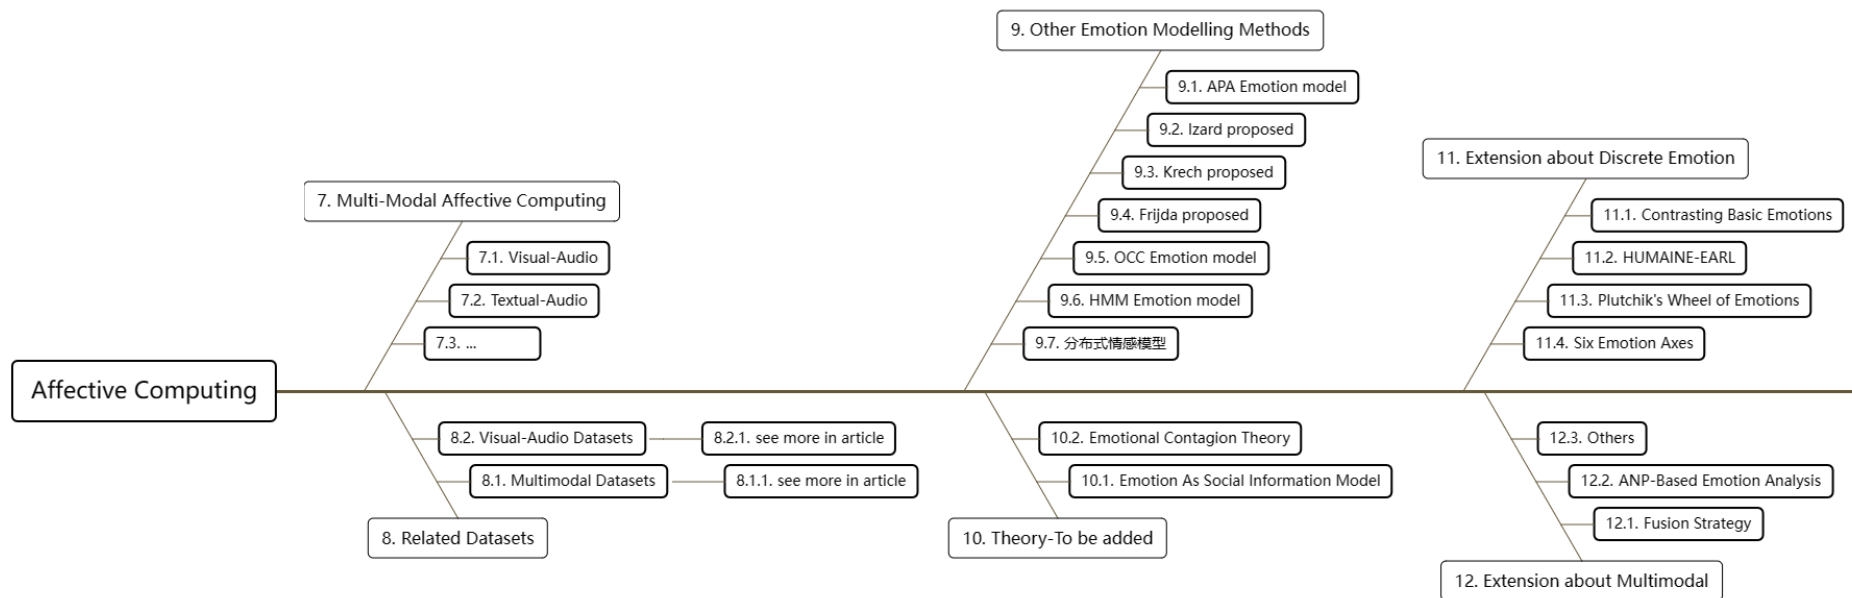 Affective Computing
7. Multi-Modal Affective Computing
7.1. Visual-Audio
7.2. Textual-Audio
7.3. ...
8.2. Visual-Audio Datasets
8.2.1. see more in article
8.1. Multimodal Datasets
8.1.1. see more in article
8. Related Datasets
9. Other Emotion Modelling Methods
9.1. APA Emotion model
9.2. Izard proposed
9.3. Krech proposed
9.4. Frijda proposed
9.5. OCC Emotion model
9.6. HMM Emotion model
9.7. 分布式情感模型
10.2. Emotional Contagion Theory
10.1. Emotion As Social Information Model
10. Theory-To be added
11. Extension about Discrete Emotion
11.1. Contrasting Basic Emotions
11.2. HUMAINE-EARL
11.3. Plutchik's Wheel of Emotions
11.4. Six Emotion Axes
12.3. Others
12.2. ANP-Based Emotion Analysis
12.1. Fusion Strategy
12. Extension about Multimodal